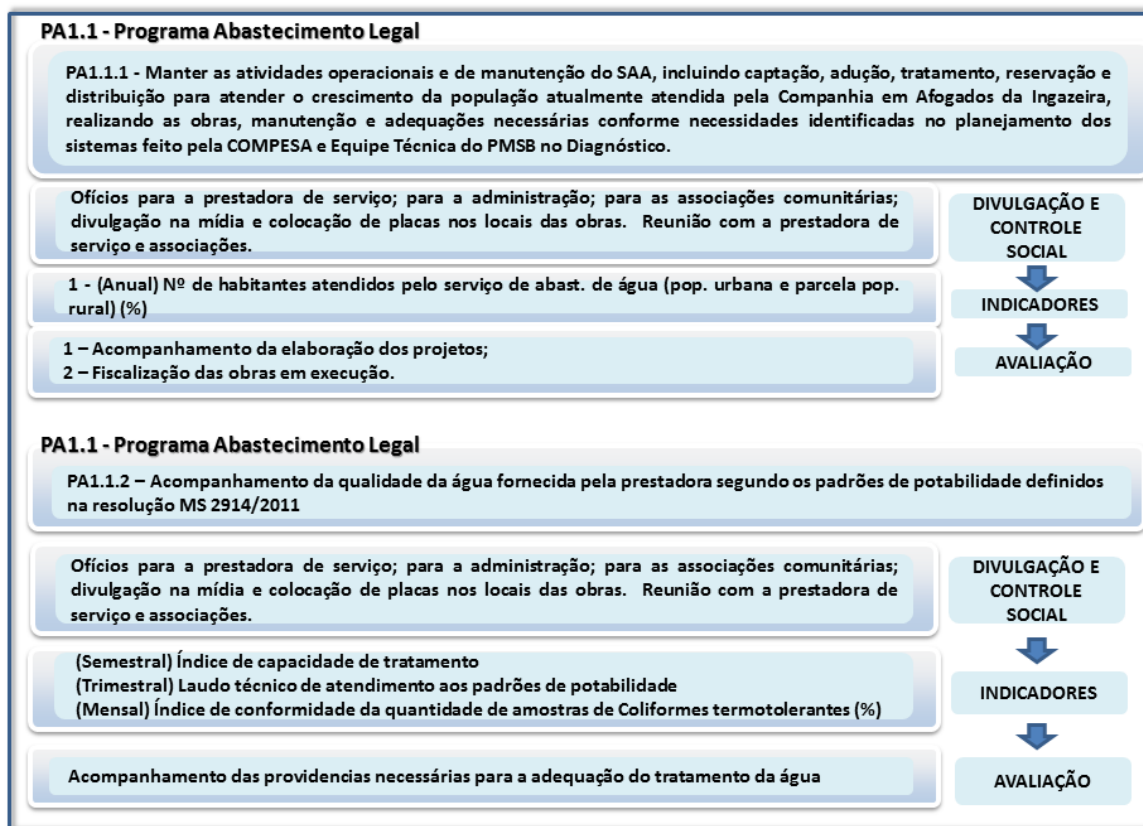 PA1.1 - Programa Abastecimento Legal
PA1.1.1 - Manter as atividades operacionais e de manutenção do SAA, incluindo captação, adução, tratamento, reservação e
distribuição para atender o crescimento da população atualmente atendida pela Companhia em Afogados da Ingazeira,
realizando as obras, manutenção e adequações necessárias conforme necessidades identificadas no planejamento dos
sistemas feito pela COMPESA e Equipe Técnica do PMSB no Diagnóstico.
Ofícios para a prestadora de serviço; para a administração; para as associações comunitárias;
divulgação na mídia e colocação de placas nos locais das obras. Reunião com a prestadora de
serviço e associações.
DIVULGAÇÃO E
CONTROLE
SOCIAL
1 - (Anual) Nº de habitantes atendidos pelo serviço de abast. de água (pop. urbana e parcela pop.
rural) (%)
INDICADORES
1 – Acompanhamento da elaboração dos projetos;
2 – Fiscalização das obras em execução.
AVALIAÇÃO
PA1.1 - Programa Abastecimento Legal
PA1.1.2 – Acompanhamento da qualidade da água fornecida pela prestadora segundo os padrões de potabilidade definidos
na resolução MS 2914/2011
Ofícios para a prestadora de serviço; para a administração; para as associações comunitárias;
divulgação na mídia e colocação de placas nos locais das obras. Reunião com a prestadora de
serviço e associações.
DIVULGAÇÃO E
CONTROLE
SOCIAL
(Semestral) Índice de capacidade de tratamento
(Trimestral) Laudo técnico de atendimento aos padrões de potabilidade
(Mensal) Índice de conformidade da quantidade de amostras de Coliformes termotolerantes (%)
INDICADORES
Acompanhamento das providencias necessárias para a adequação do tratamento da água
AVALIAÇÃO